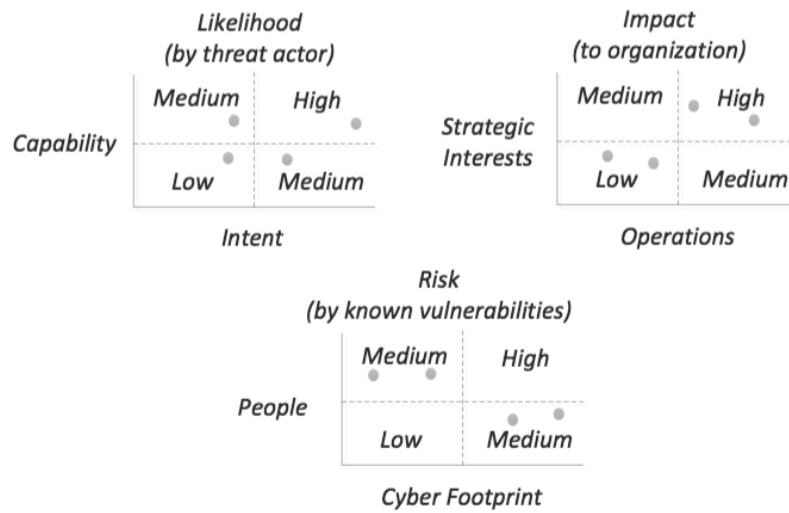 Likelihood
(by threat actor)
Medium
High
Capability
Low
Medium
Intent
Impact
(to organization)
Medium
High
Strategic
Interests
Low
Medium
Operations
Risk
(by known vulnerabilities)
Medium
High
People
Low
Medium
Cyber Footprint